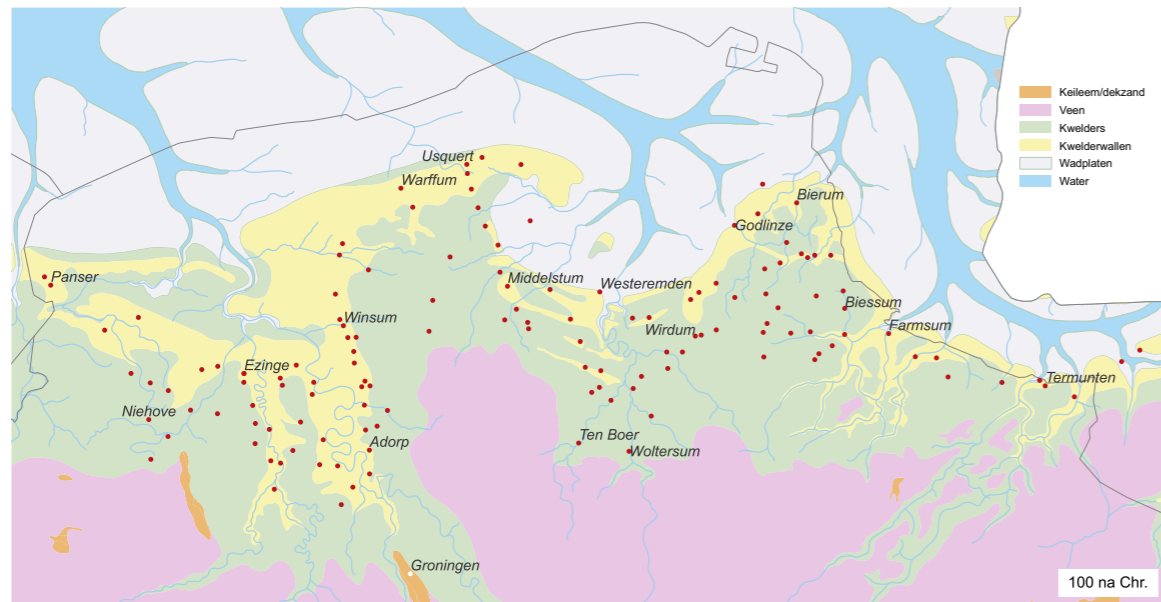 Keileem/dekzand
Veen
Kwelders
Kwelderwallen
Wadplaten
Water
Usquert
Warffum
Bierum
Godlinze
Panser
Middelstum
Westeremden
Biessum
Winsum
Wirdum
Farmsum
Ezinge
Termunten
Niehove
Adorp
Ten Boer
Woltersum
Groningen
100 na Chr.